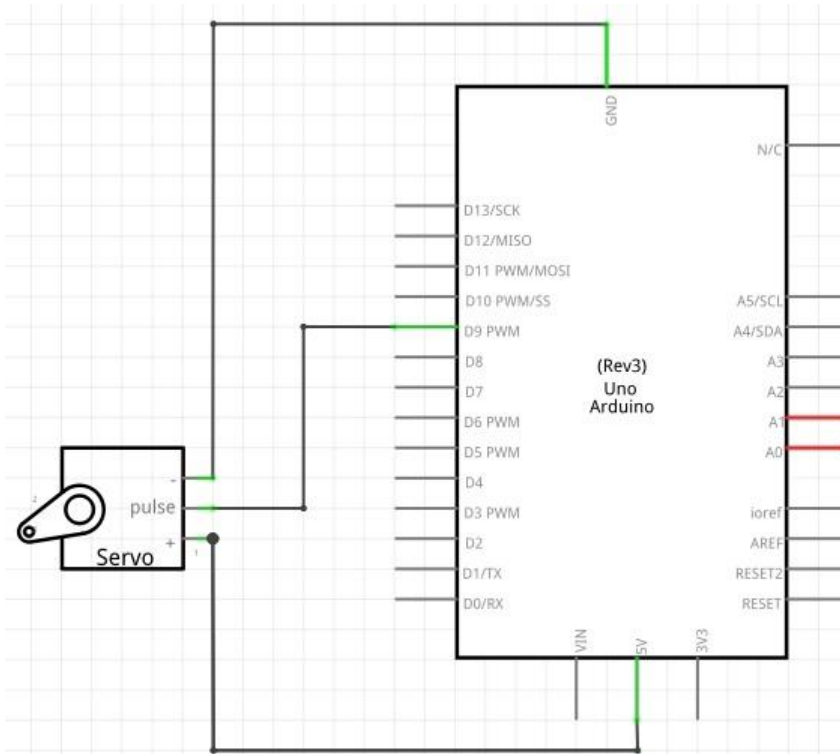 GND
N/C
D13/SCK
D12/MISO
D11 PWM/MOSI
D10 PWM/SS
A5/SCL
D9 PWM
A4/SDA
D8
(Rev3)
A3
D7
Uno
A2
Arduino
D6 PWM
A1
D5 PWM
A0
-
D4
2
pulse
D3 PWM
ioref
+
1
D2
AREF
Servo
D1/TX
RESET2
D0/RX
RESET
VIN
5V
3V3